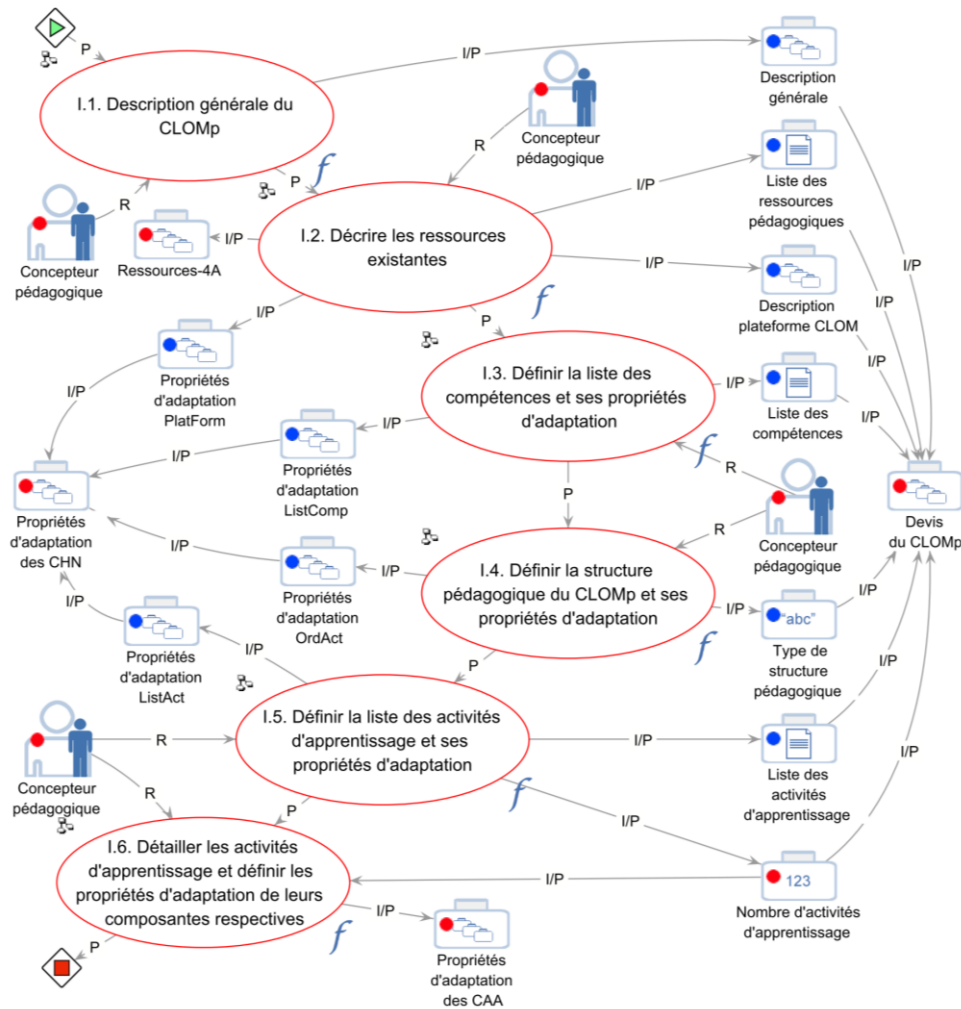 P
I/P
I.1. Description générale du
CLOMp
Description
générale
Concepteur
pédagogique
R
P
f
I/P
Liste des
ressources
pédagogiques
R
Concepteur
pédagogique
I/P
Ressources-4A
I.2. Décrire les ressources
existantes
I/P
I/P
I/P
I/P
Description
plateforme CLOM
f
P
I/P
Propriétés
d'adaptation
PlatForm
I/P
I.3. Définir la liste des
compétences et ses propriétés
d'adaptation
I/P
Liste des
compétences
I/P
I/P
I/P
Propriétés
d'adaptation
ListComp
f
R
Propriétés
d'adaptation
des CHN
P
R
Concepteur
pédagogique
Devis
du CLOMp
I/P
Propriétés
d'adaptation
OrdAct
I/P
I.4. Définir la structure
pédagogique du CLOMp et ses
propriétés d'adaptation
I/P
"abc"
Type de
structure
pédagogique
I/P
f
I/P
Propriétés
d'adaptation
ListAct
I/P
P
I/P
Concepteur
pédagogique
R
I.5. Définir la liste des activités
d'apprentissage et ses
propriétés d'adaptation
I/P
Liste des
activités
d'apprentissage
I/P
f
R
P
I/P
I.6. Détailler les activités
d'apprentissage et définir les
propriétés d'adaptation de leurs
composantes respectives
I/P
123
Nombre d'activités
d'apprentissage
I/P
f
P
Propriétés
d'adaptation
des CAA